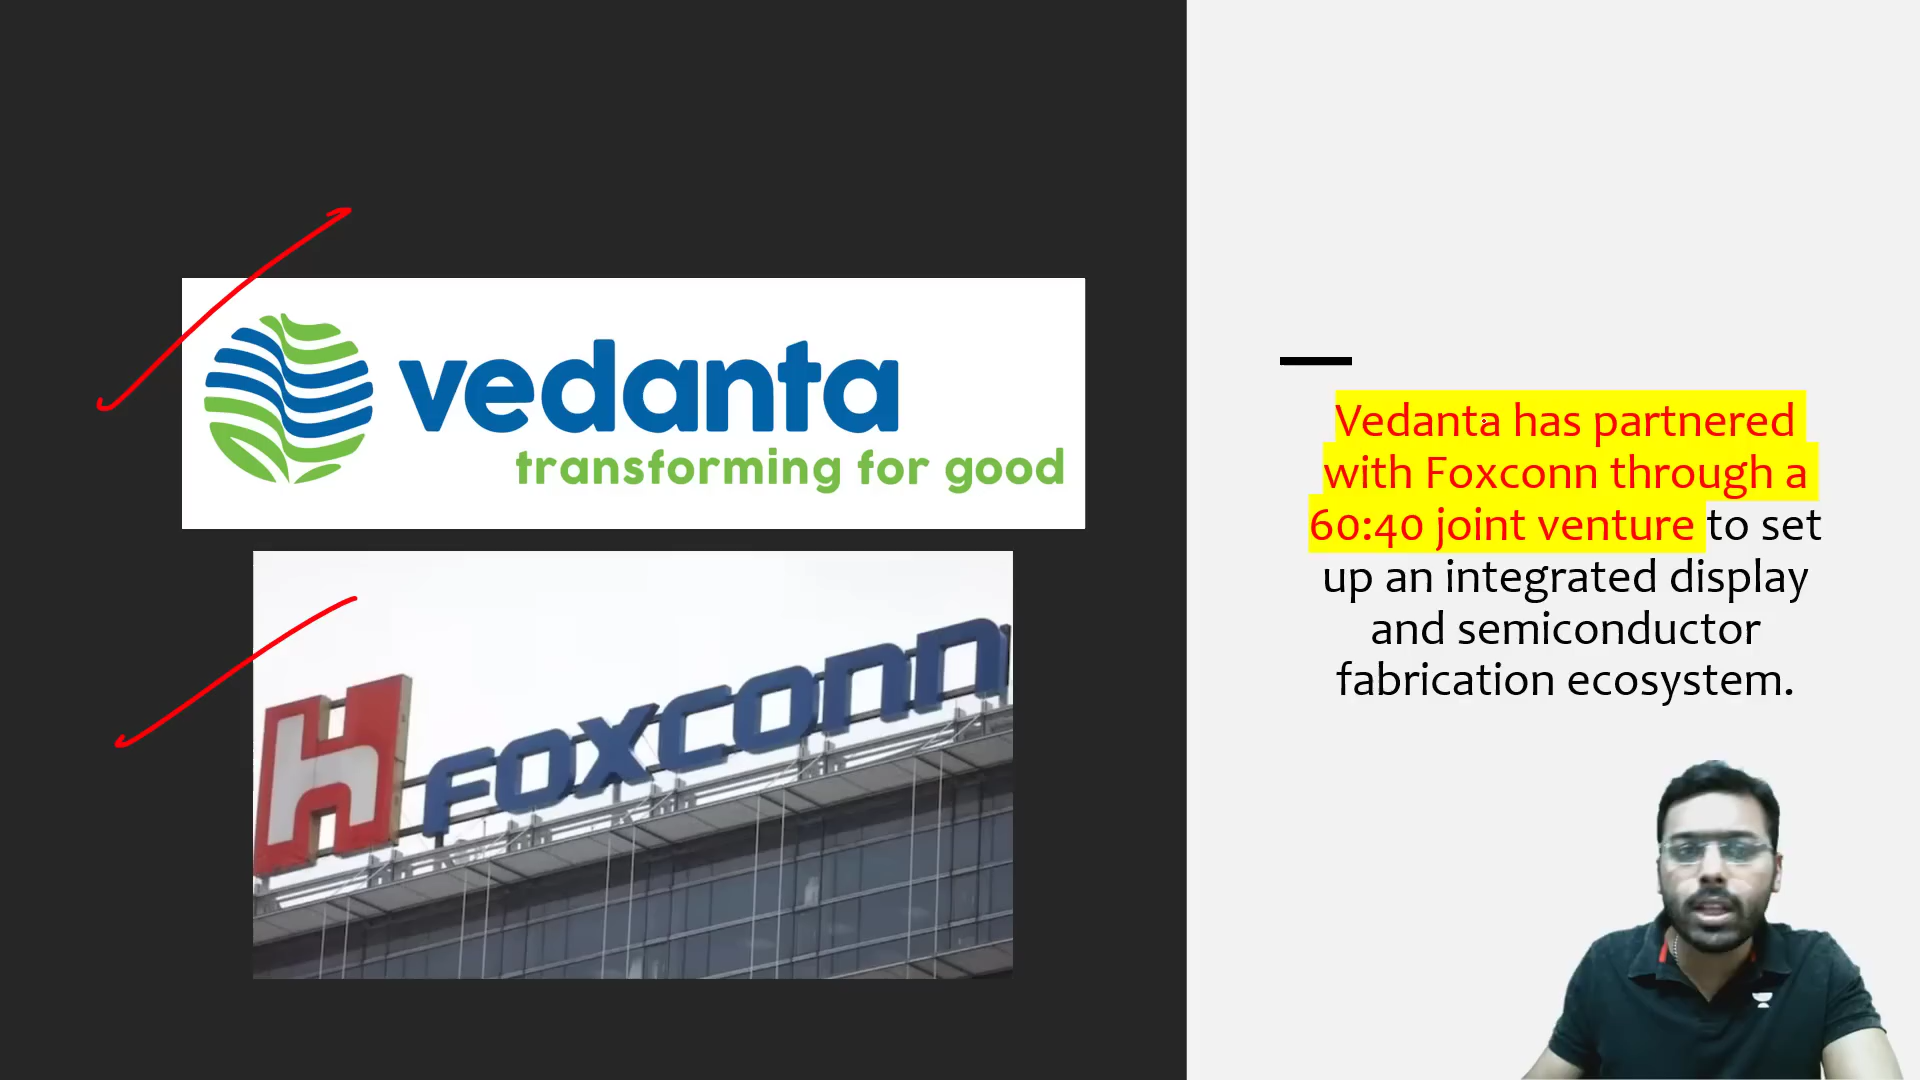 vedanta
transforming for good
FOXCONN
Vedanta has partnered
with Foxconn through a
60:40 joint venture to set
up an integrated display
and semiconductor
fabrication ecosystem.